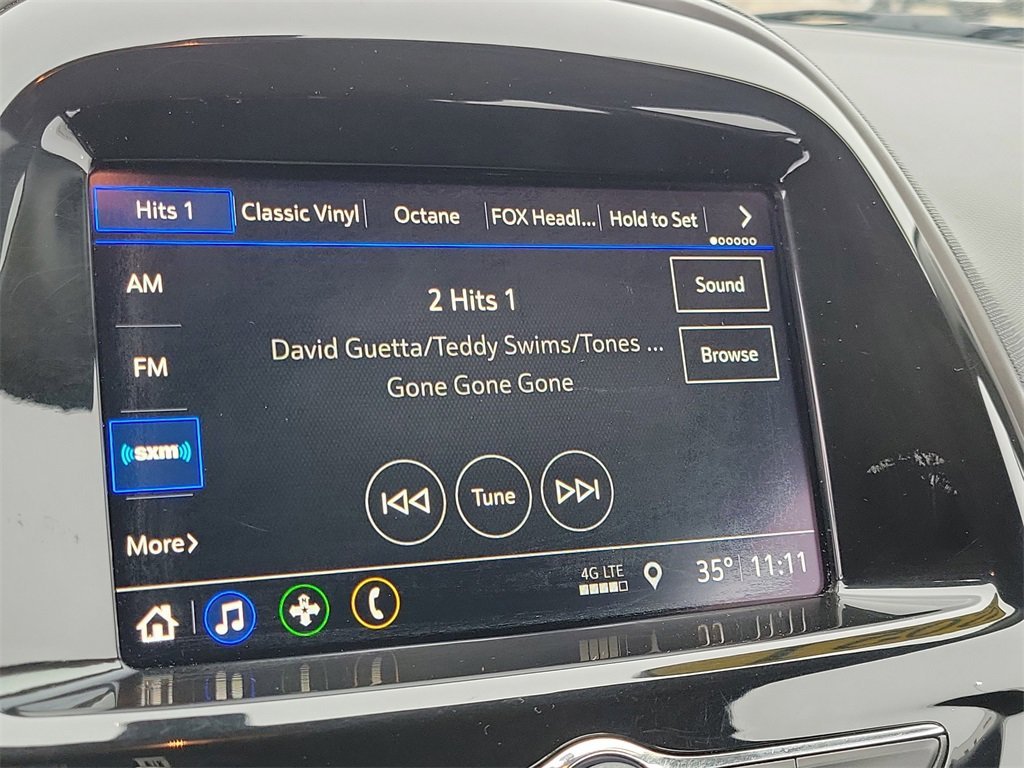 Hits 1
Classic Vinyl
Octane
FOX Headl...
Hold to Set
AM
FM
sxm
More
2 Hits 1
David Guetta/Teddy Swims/Tones ...
Gone Gone Gone
Sound
Browse
Tune
N
4G LTE
35° 11:11